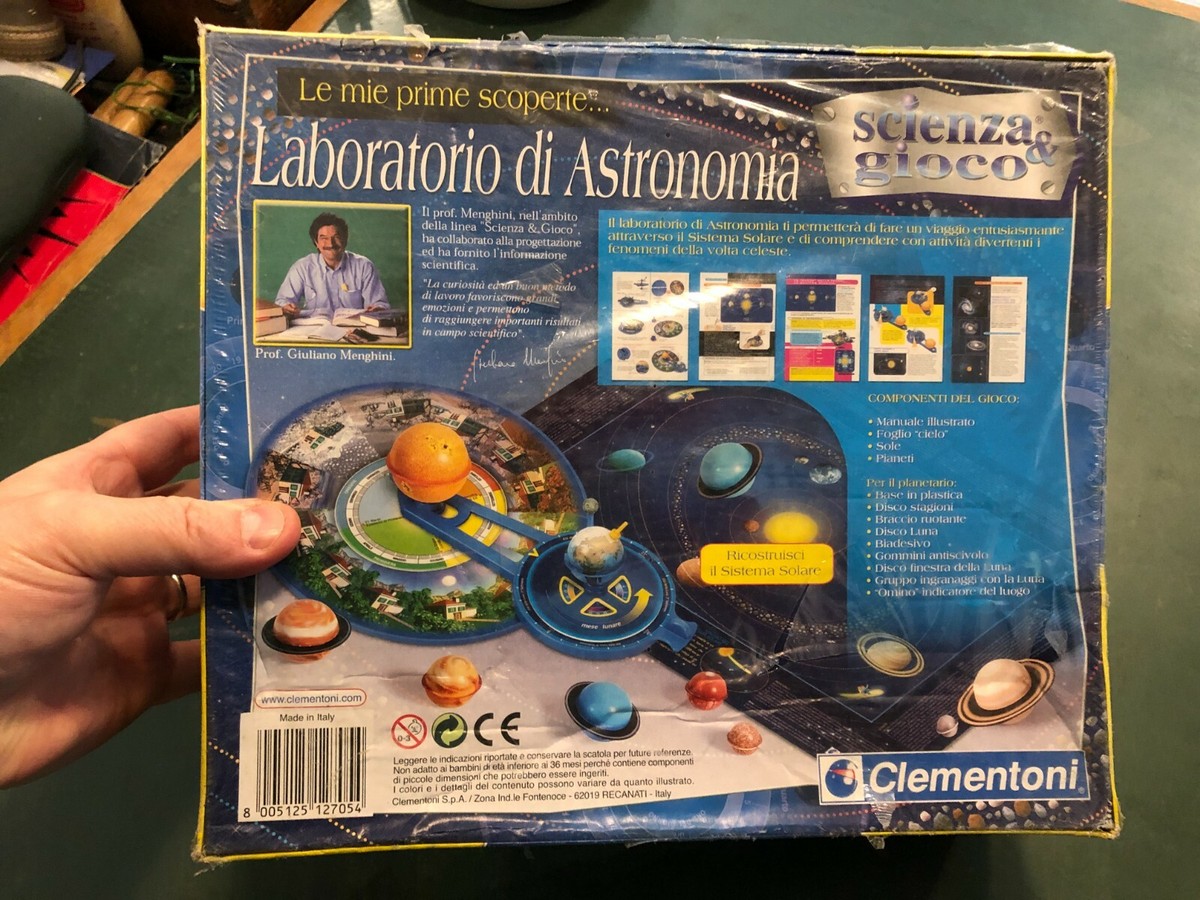 Le mie prime scoperte...
Laboratorio di Astronomia
scienza
& gioco
Il prof. Menghini, nell'ambito
della linea "Scienza & Gioco",
ha collaborato alla progettazione
ed ha fornito l'informazione
scientifica.
"La curiosità ed un buon metodo
di lavoro favoriscono grandi
emozioni e permettono
di raggiungere importanti risultati
in campo scientifico".
Prof. Giuliano Menghini.
Il laboratorio di Astronomia ti permetterà di fare un viaggio entusiasmante
attraverso il Sistema Solare e di comprendere con attività divertenti i
fenomeni della volta celeste.
COMPONENTI DEL GIOCO:
• Manuale illustrato
• Foglio "cielo"
• Sole
• Pianeti
Per il planetario:
• Base in plastica
• Disco stagioni
• Braccio ruotante
• Disco Luna
• Biadesivo
• Gommini antiscivolo
• Disco finestra della Luna
• Gruppo ingranaggi con la Luna
• "Omino" indicatore del luogo
Ricostruisci
il Sistema Solare
mese lunare
www.clementoni.com
Made in Italy
8 005125 127054
0-3
CE
Leggere le indicazioni riportate e conservare la scatola per future referenze.
Non adatto ai bambini di età inferiore ai 36 mesi perché contiene componenti
di piccole dimensioni che potrebbero essere ingeriti.
I colori e i dettagli del contenuto possono variare da quanto illustrato.
Clementoni S.p.A. / Zona Ind.le Fontenoce - 62019 RECANATI - Italy
Clementoni